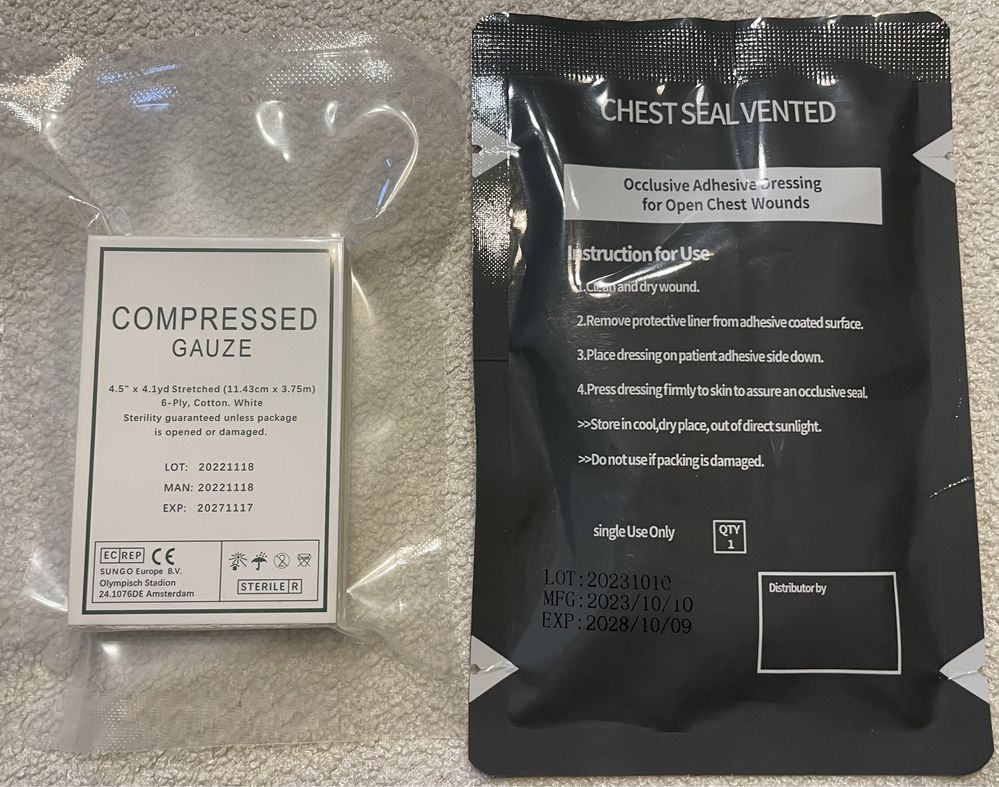 COMPRESSED
GAUZE
4.5" x 4.1yd Stretched (11.43cm x 3.75m)
6-Ply, Cotton. White
Sterility guaranteed unless package
is opened or damaged.
LOT: 20221118
MAN: 20221118
EXP: 20271117
EC REP CE
SUNGO Europe B.V.
Olympisch Stadion
24.1076DE Amsterdam
STERILE R
CHEST SEAL VENTED
Occlusive Adhesive Dressing
for Open Chest Wounds
Instruction for Use
1.Clean and dry wound.
2.Remove protective liner from adhesive coated surface.
3.Place dressing on patient adhesive side down.
4.Press dressing firmly to skin to assure an occlusive seal.
>>Store in cool,dry place, out of direct sunlight.
>>Do not use if packing is damaged.
single Use Only
QTY
1
LOT:20231010
MFG:2023/10/10
EXP:2028/10/09
Distributor by